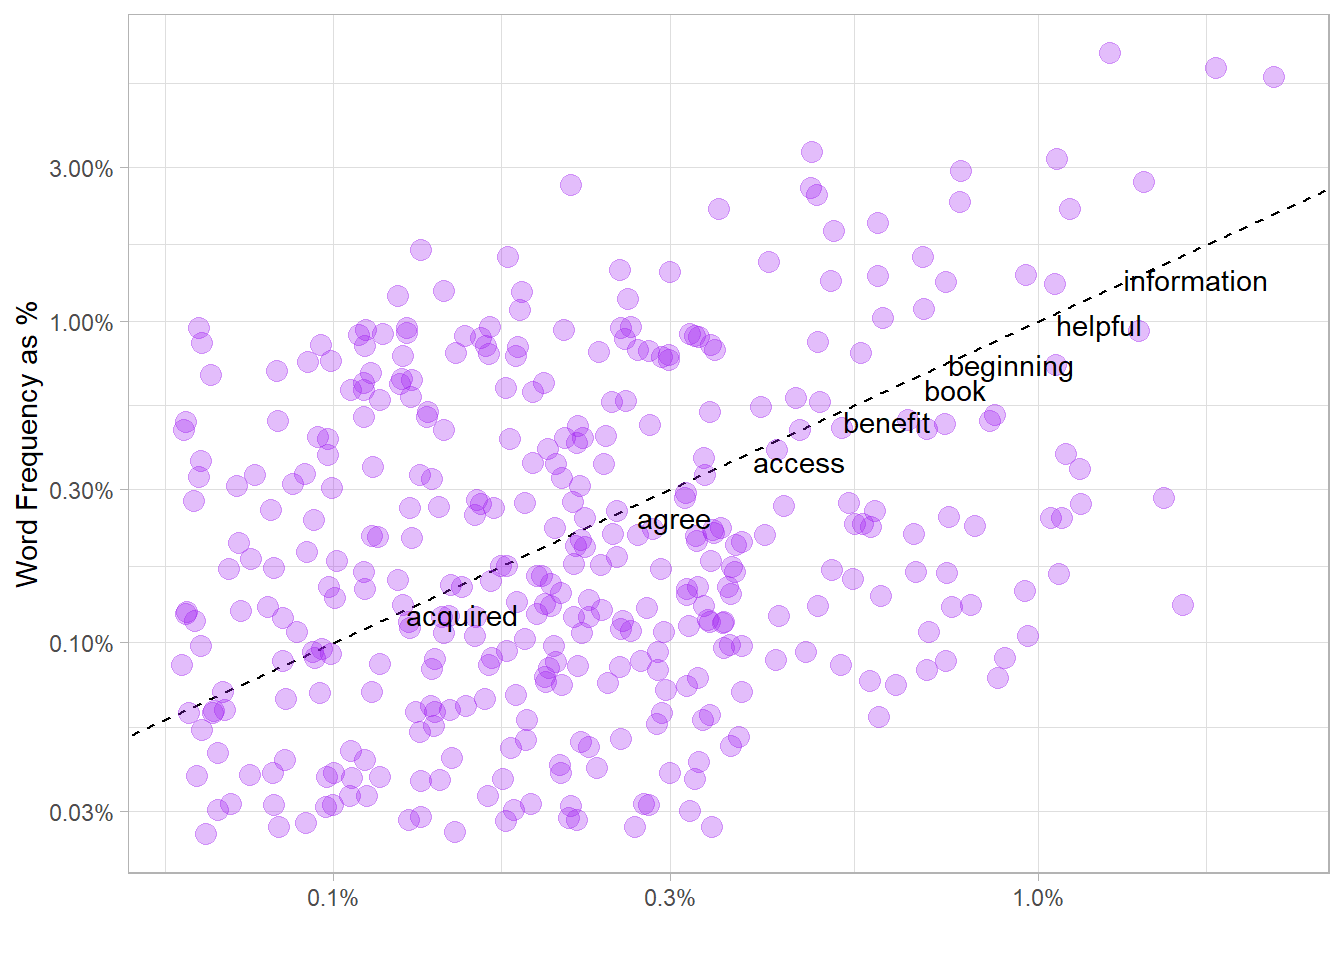 Word Frequency as %
3.00%
1.00%
0.30%
0.10%
0.03%
information
helpful
beginning
book
benefit
access
agree
acquired
0.1%
0.3%
1.0%